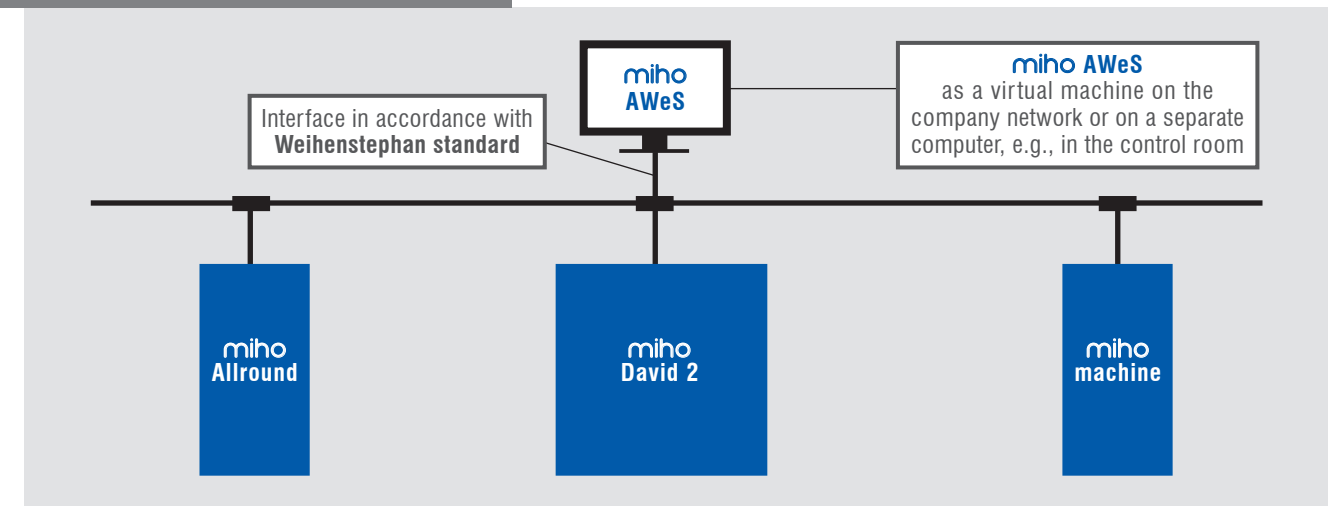 miho
AWeS
miho AWeS
as a virtual machine on the
company network or on a separate
computer, e.g., in the control room
Interface in accordance with
Weihenstephan standard
miho
Allround
miho
David 2
miho
machine